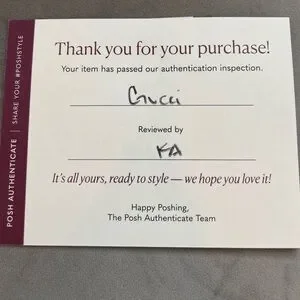 Thank you for your purchase!
Your item has passed our authentication inspection.
Gucci
Reviewed by
KA
It's all yours, ready to style — we hope you love it!
Happy Poshing,
The Posh Authenticate Team
POSH AUTHENTICATE | SHARE YOUR #POSHSTYLE